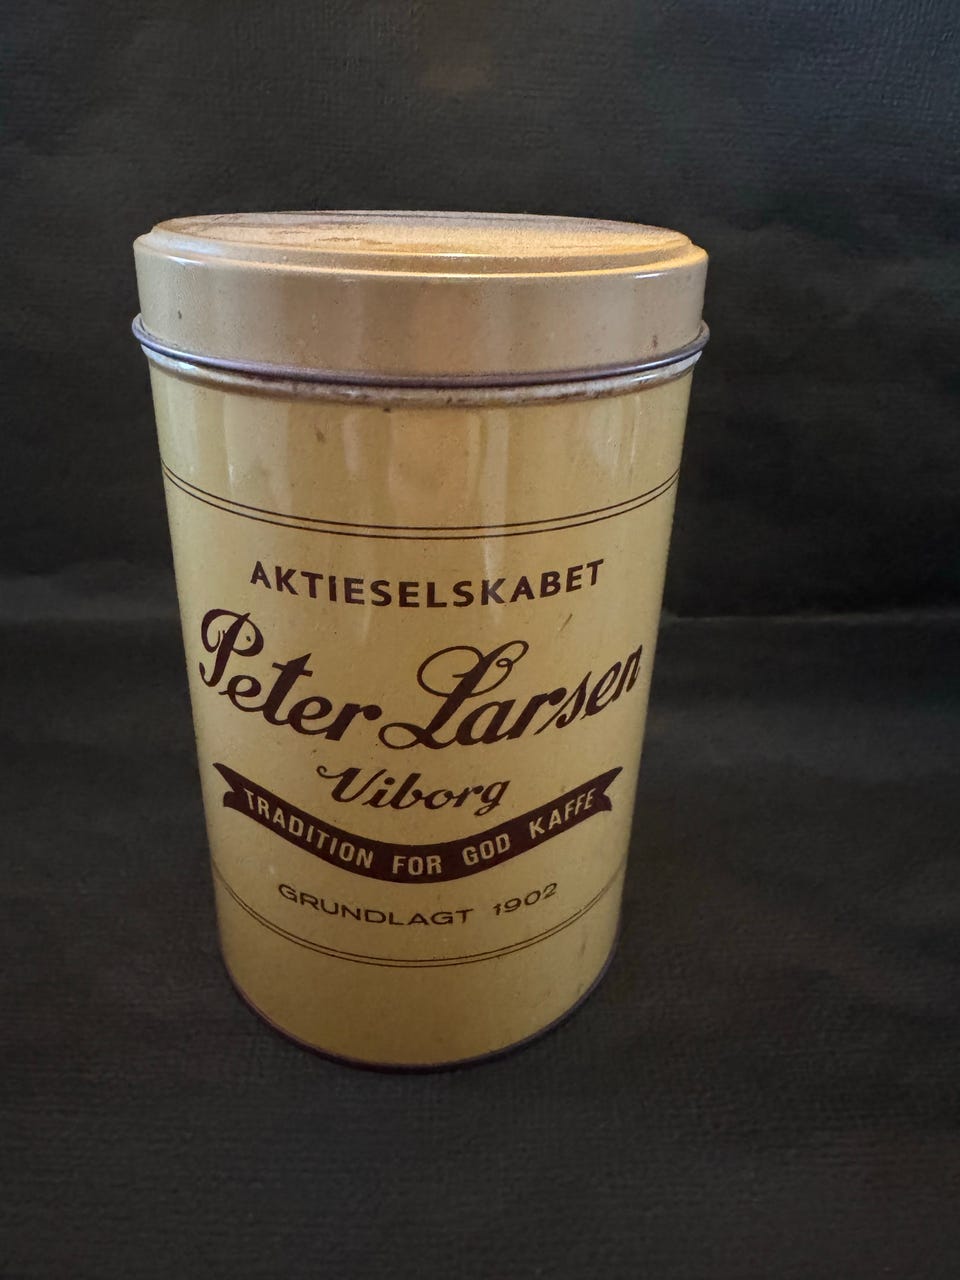 AKTIESELSKABET
Peter Larsen
Viborg
TRADITION FOR GOD KAFFE
GRUNDLAGT 1902